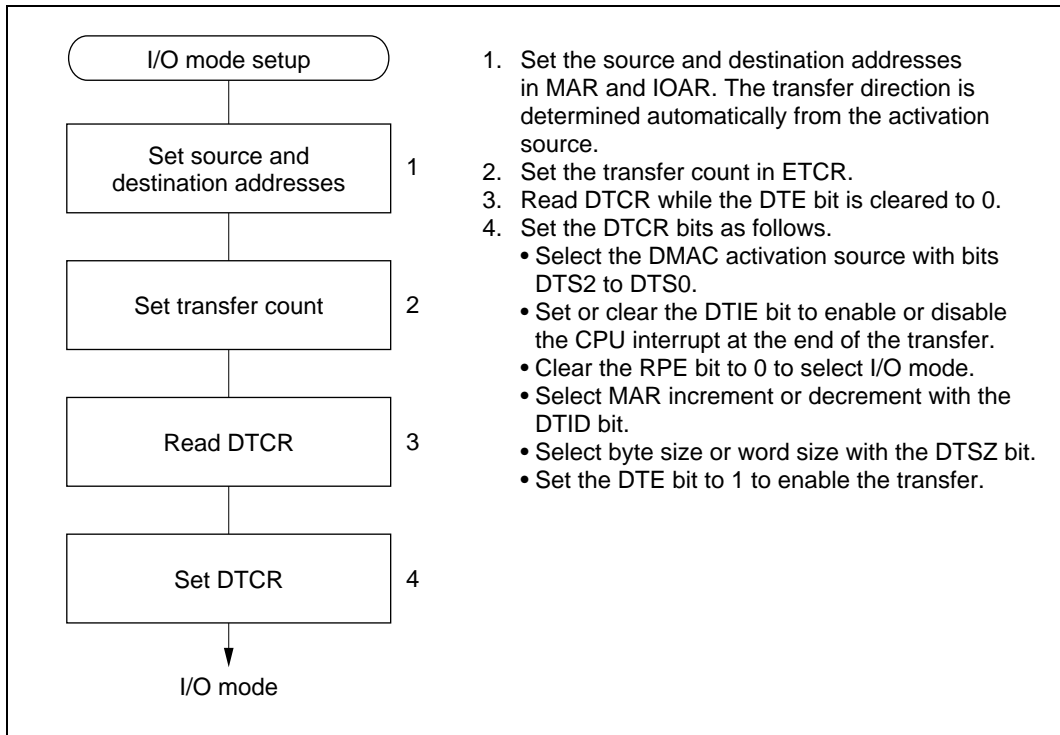 I/O mode setup
Set source and
destination addresses
1
Set transfer count
2
Read DTCR
3
Set DTCR
4
I/O mode
1. Set the source and destination addresses
in MAR and IOAR. The transfer direction is
determined automatically from the activation
source.
2. Set the transfer count in ETCR.
3. Read DTCR while the DTE bit is cleared to 0.
4. Set the DTCR bits as follows.
• Select the DMAC activation source with bits
DTS2 to DTS0.
• Set or clear the DTIE bit to enable or disable
the CPU interrupt at the end of the transfer.
• Clear the RPE bit to 0 to select I/O mode.
• Select MAR increment or decrement with the
DTID bit.
• Select byte size or word size with the DTSZ bit.
• Set the DTE bit to 1 to enable the transfer.